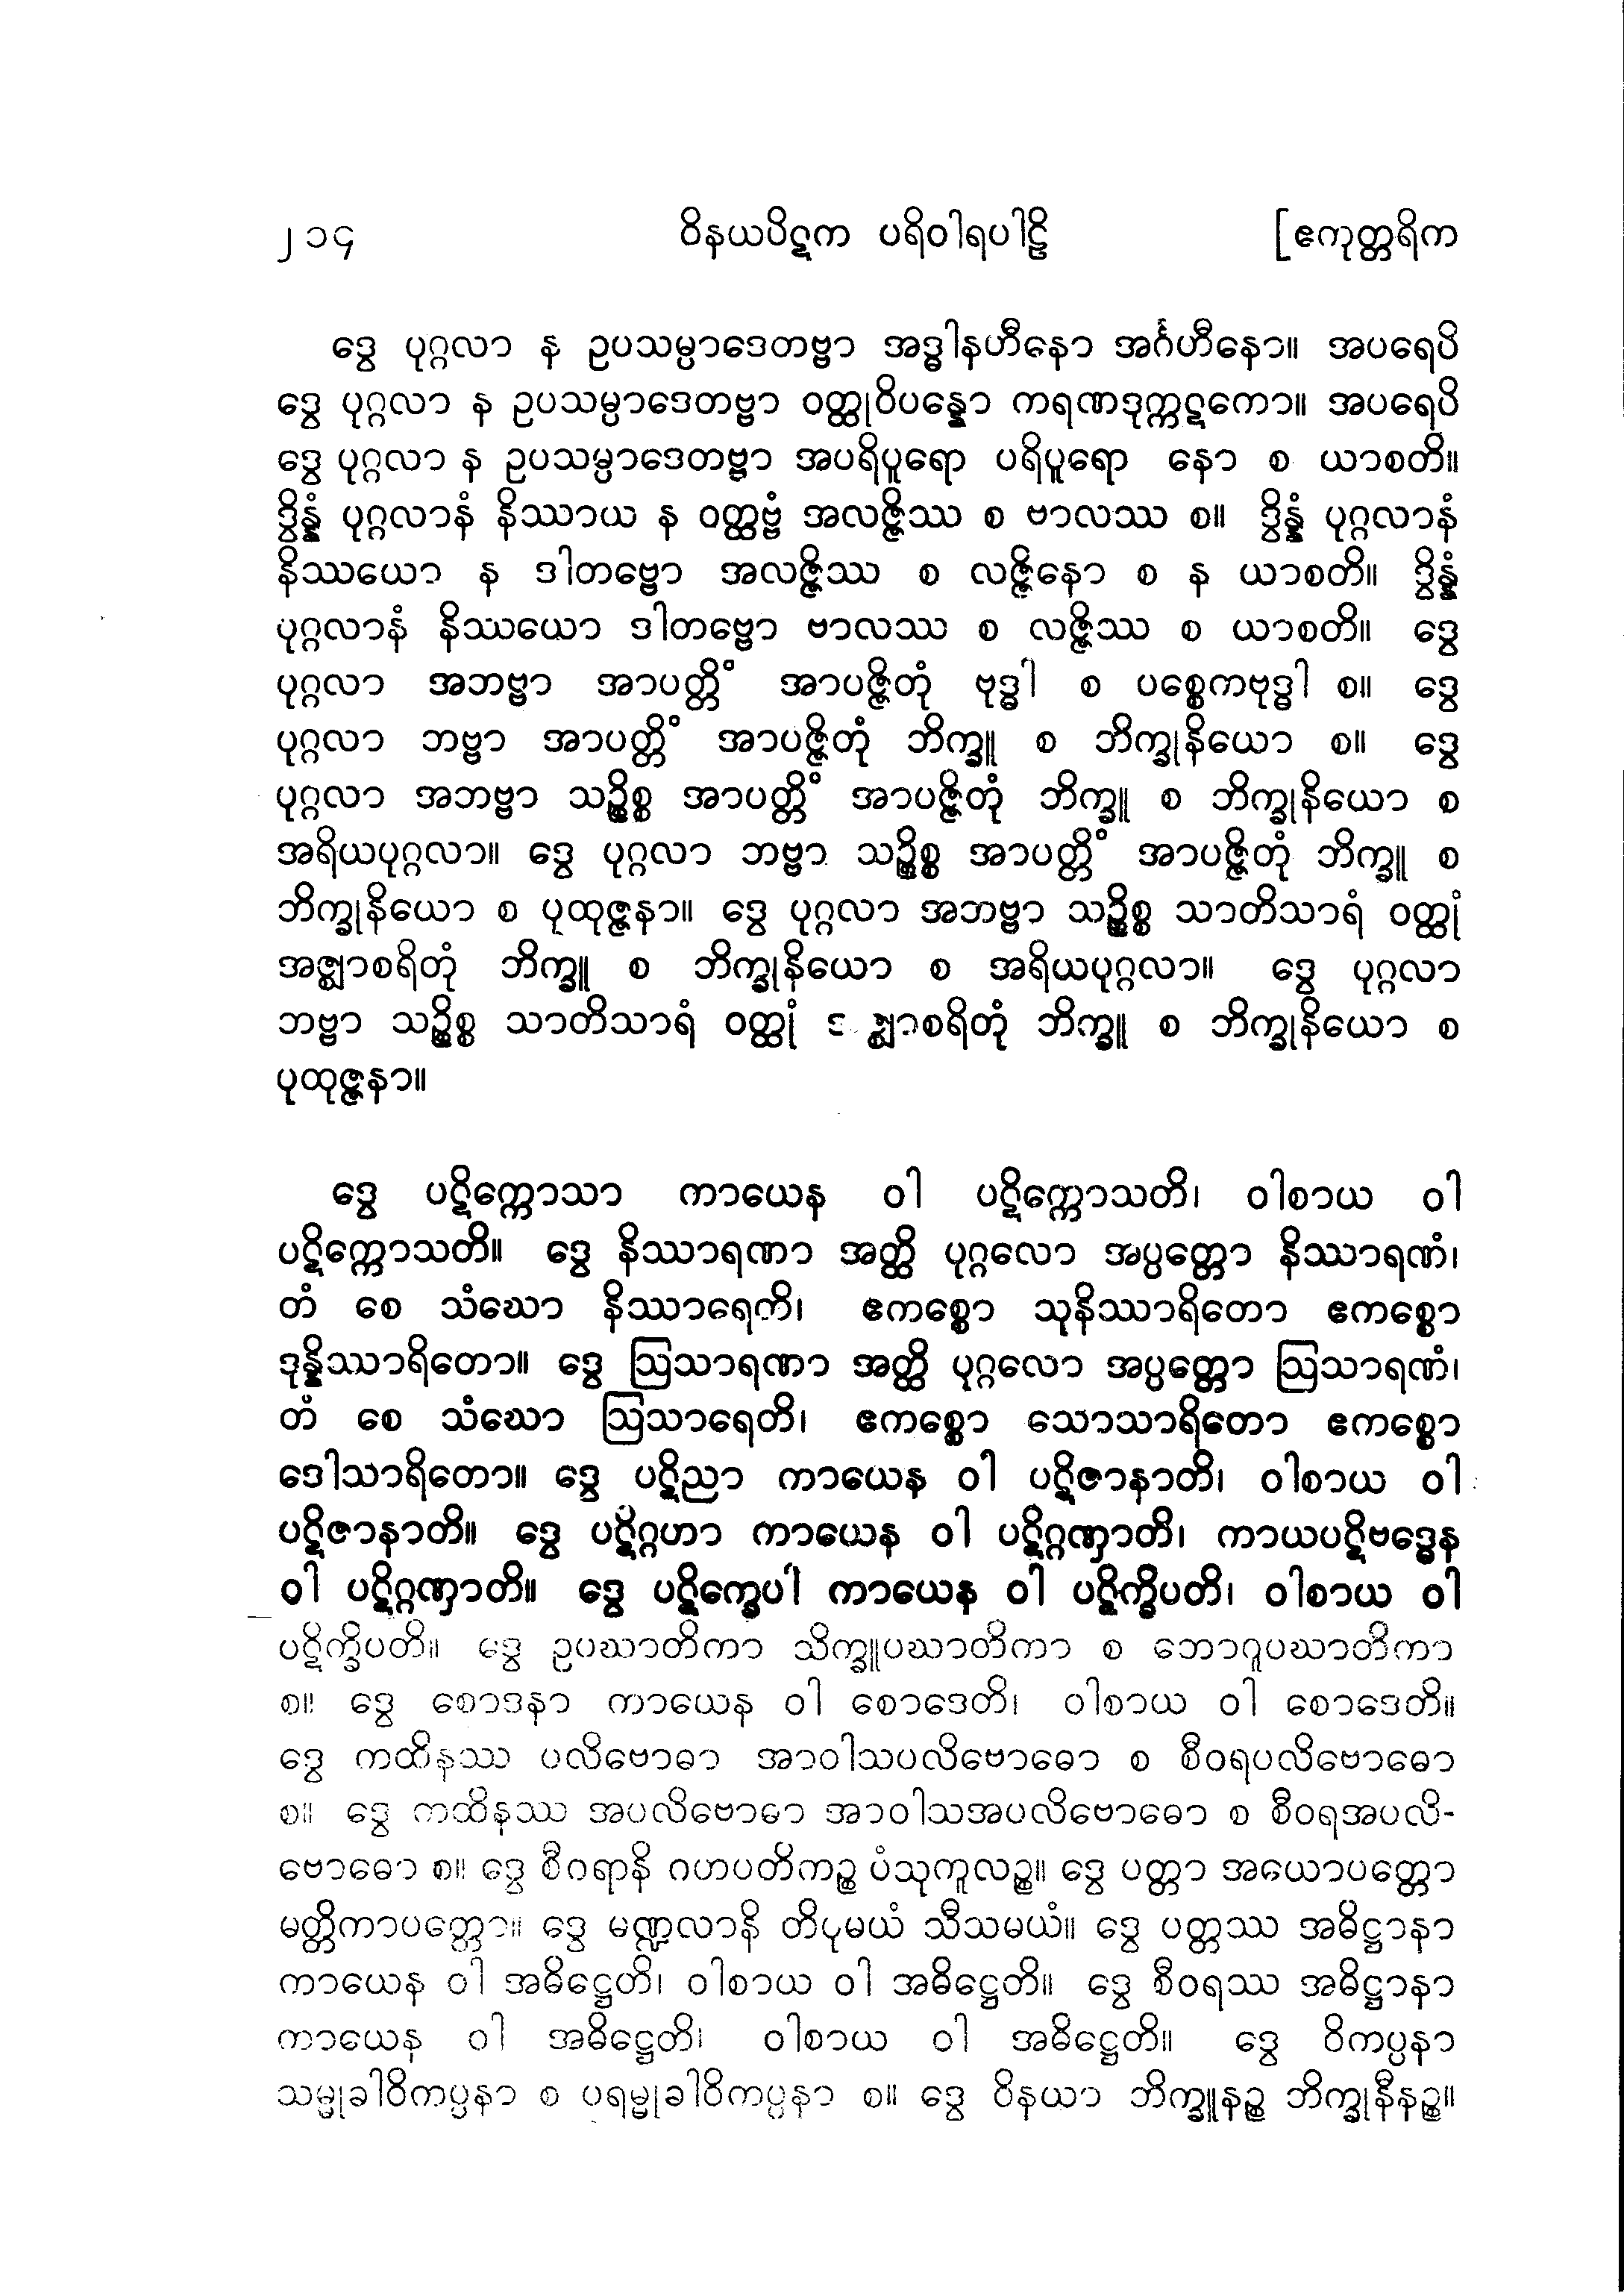 ၂၁၄ ဝိနယပိဋက ပရိဝါရပါဠိ [ဧကုတ္တရိက
ဒွေ ပုဂ္ဂလာ န ဥပသမ္ပာဒေတဗ္ဗာ အဒ္ဓါနဟီနော အင်္ဂဟီနော။ အပရေပိ
ဒွေ ပုဂ္ဂလာ န ဥပသမ္ပာဒေတဗ္ဗာ ဝတ္ထုဝိပန္နော ကရဏဒုက္ကဋကော။ အပရေပိ
ဒွေ ပုဂ္ဂလာ န ဥပသမ္ပာဒေတဗ္ဗာ အပရိပူရော ပရိပူရော နော စ ယာစတိ။
ဒွိန္နံ ပုဂ္ဂလာနံ နိဿာယ န ဝတ္ထဗ္ဗံ အလဇ္ဇိဿ စ ဗာလဿ စ။ ဒွိန္နံ ပုဂ္ဂလာနံ
နိဿယော န ဒါတဗ္ဗော အလဇ္ဇိဿ စ လဇ္ဇိနော စ န ယာစတိ။ ဒွိန္နံ
ပုဂ္ဂလာနံ နိဿယော ဒါတဗ္ဗော ဗာလဿ စ လဇ္ဇိဿ စ ယာစတိ။ ဒွေ
ပုဂ္ဂလာ အဘဗ္ဗာ အာပတ္တိံ အာပဇ္ဇိတုံ ဗုဒ္ဓါ စ ပစ္စေကဗုဒ္ဓါ စ။ ဒွေ
ပုဂ္ဂလာ ဘဗ္ဗာ အာပတ္တိံ အာပဇ္ဇိတုံ ဘိက္ခူ စ ဘိက္ခုနိယော စ။ ဒွေ
ပုဂ္ဂလာ အဘဗ္ဗာ သဉ္စိစ္စ အာပတ္တိံ အာပဇ္ဇိတုံ ဘိက္ခူ စ ဘိက္ခုနိယော စ
အရိယပုဂ္ဂလာ။ ဒွေ ပုဂ္ဂလာ ဘဗ္ဗာ သဉ္စိစ္စ အာပတ္တိံ အာပဇ္ဇိတုံ ဘိက္ခူ စ
ဘိက္ခုနိယော စ ပုထုဇ္ဇနာ။ ဒွေ ပုဂ္ဂလာ အဘဗ္ဗာ သဉ္စိစ္စ သာတိသာရံ ဝတ္ထုံ
အဇ္ဈာစရိတုံ ဘိက္ခူ စ ဘိက္ခုနိယော စ အရိယပုဂ္ဂလာ။ ဒွေ ပုဂ္ဂလာ
ဘဗ္ဗာ သဉ္စိစ္စ သာတိသာရံ ဝတ္ထုံ အဇ္ဈာစရိတုံ ဘိက္ခူ စ ဘိက္ခုနိယော စ
ပုထုဇ္ဇနာ။
ဒွေ ပဋိက္ကောသာ ကာယေန ဝါ ပဋိက္ကောသတိ၊ ဝါစာယ ဝါ
ပဋိက္ကောသတိ။ ဒွေ နိဿာရဏာ အတ္ထိ ပုဂ္ဂလော အပ္ပတ္တော နိဿာရဏံ၊
တံ စေ သံဃော နိဿာရေတိ၊ ဧကစ္စော သုနိဿာရိတော ဧကစ္စော
ဒုန္နိဿာရိတော။ ဒွေ ဩသာရဏာ အတ္ထိ ပုဂ္ဂလော အပ္ပတ္တော ဩသာရဏံ၊
တံ စေ သံဃော ဩသာရေတိ၊ ဧကစ္စော သောသာရိတော ဧကစ္စော
ဒေါသာရိတော။ ဒွေ ပဋိညာ ကာယေန ဝါ ပဋိဇာနာတိ၊ ဝါစာယ ဝါ
ပဋိဇာနာတိ။ ဒွေ ပဋိဂ္ဂဟာ ကာယေန ဝါ ပဋိဂ္ဂဏှာတိ၊ ကာယပဋိဗဒ္ဓေန
ဝါ ပဋိဂ္ဂဏှာတိ။ ဒွေ ပဋိက္ခေပါ ကာယေန ဝါ ပဋိက္ခိပတိ၊ ဝါစာယ ဝါ
ပဋိက္ခိပတိ။ ဒွေ ဥပဃာတိကာ သိက္ခူပဃာတိကာ စ ဘောဂူပဃာတိကာ
စ။ ဒွေ စောဒနာ ကာယေန ဝါ စောဒေတိ၊ ဝါစာယ ဝါ စောဒေတိ။
ဒွေ ကထိနဿ ပလိဗောဓာ အာဝါသပလိဗောဓော စ စီဝရပလိဗောဓော
စ။ ဒွေ ကထိနဿ အပလိဗောဓာ အာဝါသအပလိဗောဓော စ စီဝရအပလိ-
ဗောဓော စ။ ဒွေ စီဝရာနိ ဂဟပတိကဉ္စ ပံသုကူလဉ္စ။ ဒွေ ပတ္တာ အယောပတ္တော
မတ္တိကာပတ္တော။ ဒွေ မဏ္ဍလာနိ တိပုမယံ သီသမယံ။ ဒွေ ပတ္တဿ အဓိဋ္ဌာနာ
ကာယေန ဝါ အဓိဋ္ဌေတိ၊ ဝါစာယ ဝါ အဓိဋ္ဌေတိ။ ဒွေ စီဝရဿ အဓိဋ္ဌာနာ
ကာယေန ဝါ အဓိဋ္ဌေတိ၊ ဝါစာယ ဝါ အဓိဋ္ဌေတိ။ ဒွေ ဝိကပ္ပနာ
သမ္မုခါဝိကပ္ပနာ စ ပရမ္မုခါဝိကပ္ပနာ စ။ ဒွေ ဝိနယာ ဘိက္ခူနဉ္စ ဘိက္ခုနီနဉ္စ။